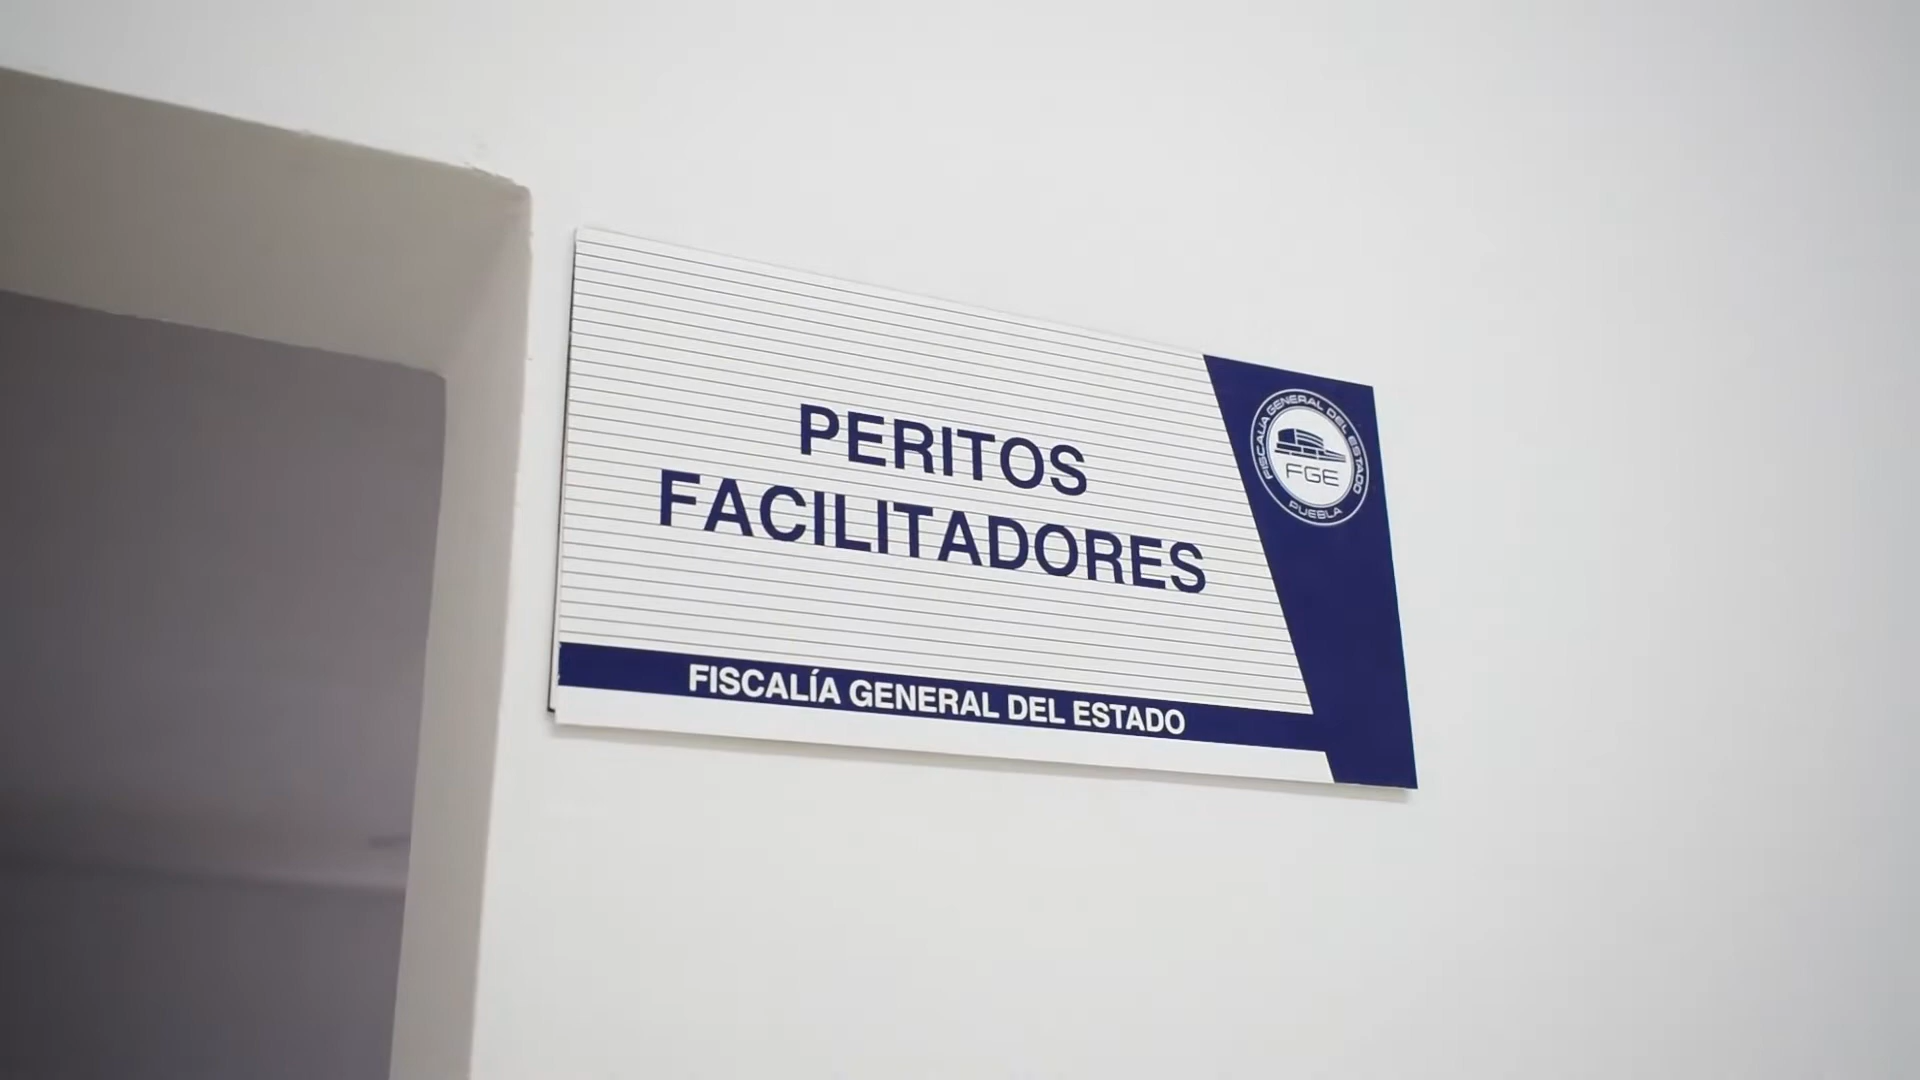 PERITOS
FACILITADORES
FISCALÍA GENERAL DEL ESTADO
FISCALÍA GENERAL DEL ESTADO
FGE
PUEBLA